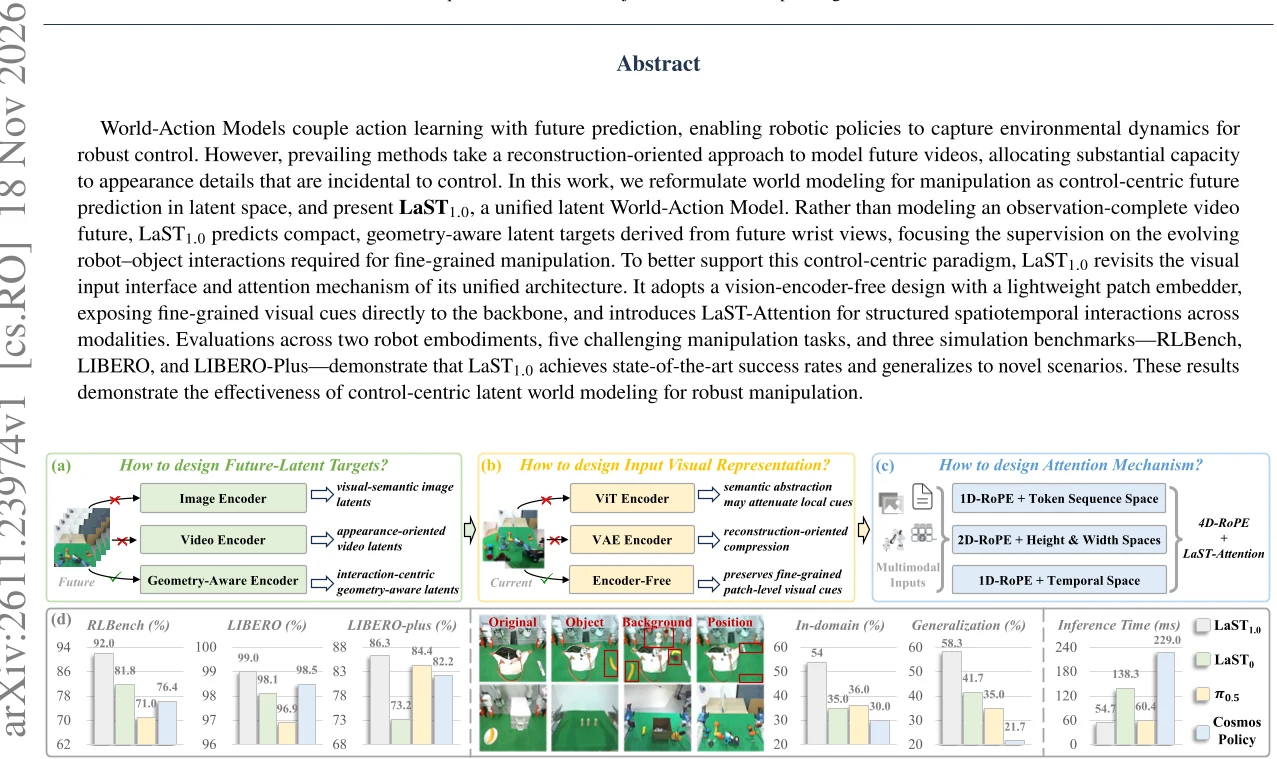 arXiv:2611.23974v1 [cs.RO] 18 Nov 2026
Abstract
World-Action Models couple action learning with future prediction, enabling robotic policies to capture environmental dynamics for
robust control. However, prevailing methods take a reconstruction-oriented approach to model future videos, allocating substantial capacity
to appearance details that are incidental to control. In this work, we reformulate world modeling for manipulation as control-centric future
prediction in latent space, and present LaST1.0, a unified latent World-Action Model. Rather than modeling an observation-complete video
future, LaST1.0 predicts compact, geometry-aware latent targets derived from future wrist views, focusing the supervision on the evolving
robot–object interactions required for fine-grained manipulation. To better support this control-centric paradigm, LaST1.0 revisits the visual
input interface and attention mechanism of its unified architecture. It adopts a vision-encoder-free design with a lightweight patch embedder,
exposing fine-grained visual cues directly to the backbone, and introduces LaST-Attention for structured spatiotemporal interactions across
modalities. Evaluations across two robot embodiments, five challenging manipulation tasks, and three simulation benchmarks—RLBench,
LIBERO, and LIBERO-Plus—demonstrate that LaST1.0 achieves state-of-the-art success rates and generalizes to novel scenarios. These results
demonstrate the effectiveness of control-centric latent world modeling for robust manipulation.
(a) How to design Future-Latent Targets?
Image Encoder
visual-semantic image
latents
Video Encoder
appearance-oriented
video latents
Geometry-Aware Encoder
interaction-centric
geometry-aware latents
Future
(b) How to design Input Visual Representation?
ViT Encoder
semantic abstraction
may attenuate local cues
VAE Encoder
reconstruction-oriented
compression
Encoder-Free
preserves fine-grained
patch-level visual cues
Current
(c) How to design Attention Mechanism?
Multimodal
Inputs
1D-RoPE + Token Sequence Space
2D-RoPE + Height & Width Spaces
1D-RoPE + Temporal Space
4D-RoPE
+
LaST-Attention
(d)
RLBench (%)
94
86
78
70
62
92.0
81.8
71.0
76.4
LIBERO (%)
100
99
98
97
96
99.0
98.1
96.9
98.5
LIBERO-plus (%)
88
83
78
73
68
86.3
73.2
84.4
82.2
Original Object Background Position
In-domain (%)
60
50
40
30
20
54
35.0
36.0
30.0
Generalization (%)
60
50
40
30
20
58.3
41.7
35.0
21.7
Inference Time (ms)
240
180
120
60
0
54.7
138.3
60.4
229.0
LaST1.0
LaST0
π0.5
Cosmos
Policy